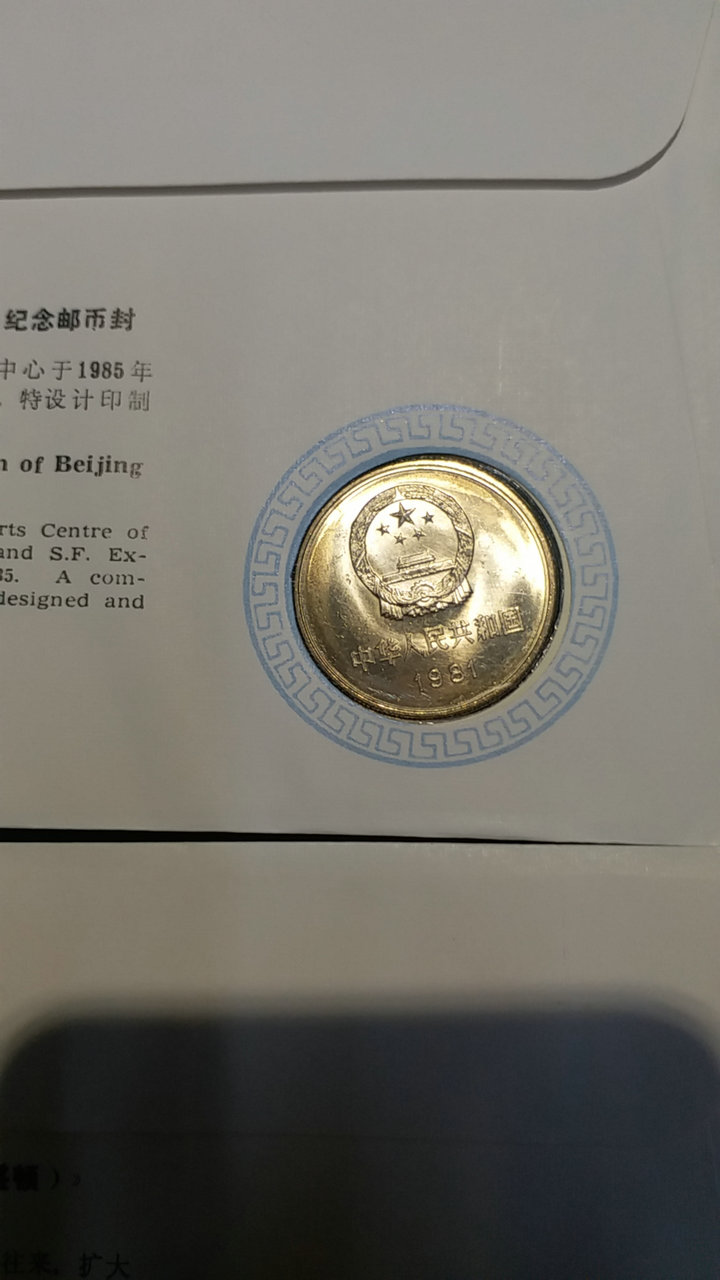 纪念邮币封
中心于1985年
，特设计印制
n of Beijing
rts Centre of
and S.F. Ex-
35. A com-
designed and
中华人民共和国
1981
顿）。
往来，扩大